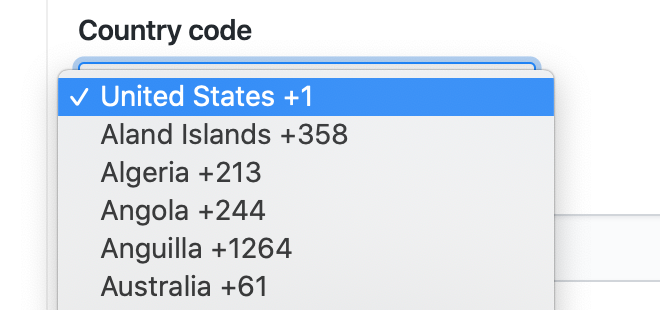 Country code
✓ United States +1
Aland Islands +358
Algeria +213
Angola +244
Anguilla +1264
Australia +61